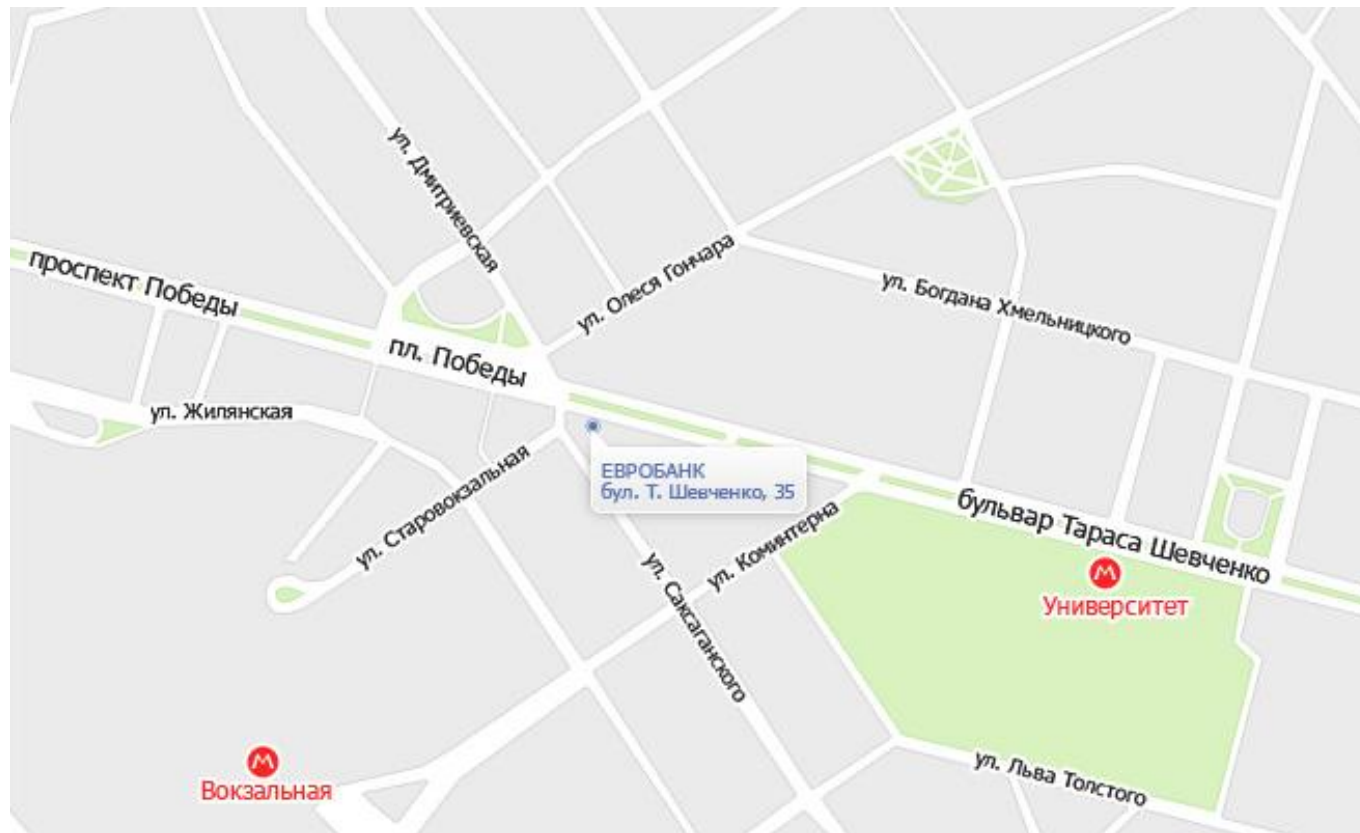 ул. Дмитриевская
проспект Победы
ул. Олеся Гончара
ул. Богдана Хмельницкого
пл. Победы
ул. Жилянская
ул. Старовокзальная
ЕВРОБАНК
бул. Т. Шевченко, 35
бульвар Тараса Шевченко
ул. Коминтерна
ул. Саксаганского
М
Университет
М
Вокзальная
ул. Льва Толстого